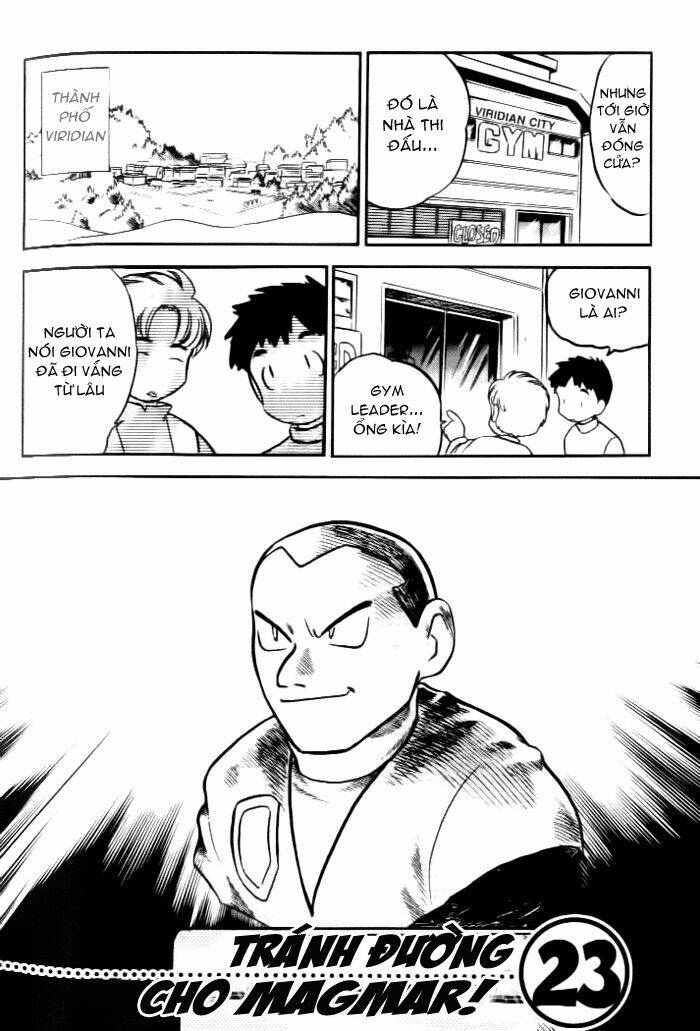 THÀNH
PHỐ
VIRIDIAN
ĐÓ LÀ
NHÀ THI
ĐẤU...
VIRIDIAN CITY
GYM
CLOSED
NHƯNG
TỚI GIỜ
VẪN
ĐÓNG
CỬA?
NGƯỜI TA
NÓI GIOVANNI
ĐÃ ĐI VẮNG
TỪ LÂU
GIOVANNI
LÀ AI?
GYM
LEADER...
ỔNG KÌA!
TRÁNH ĐƯỜNG
CHO MAGMAR!
23